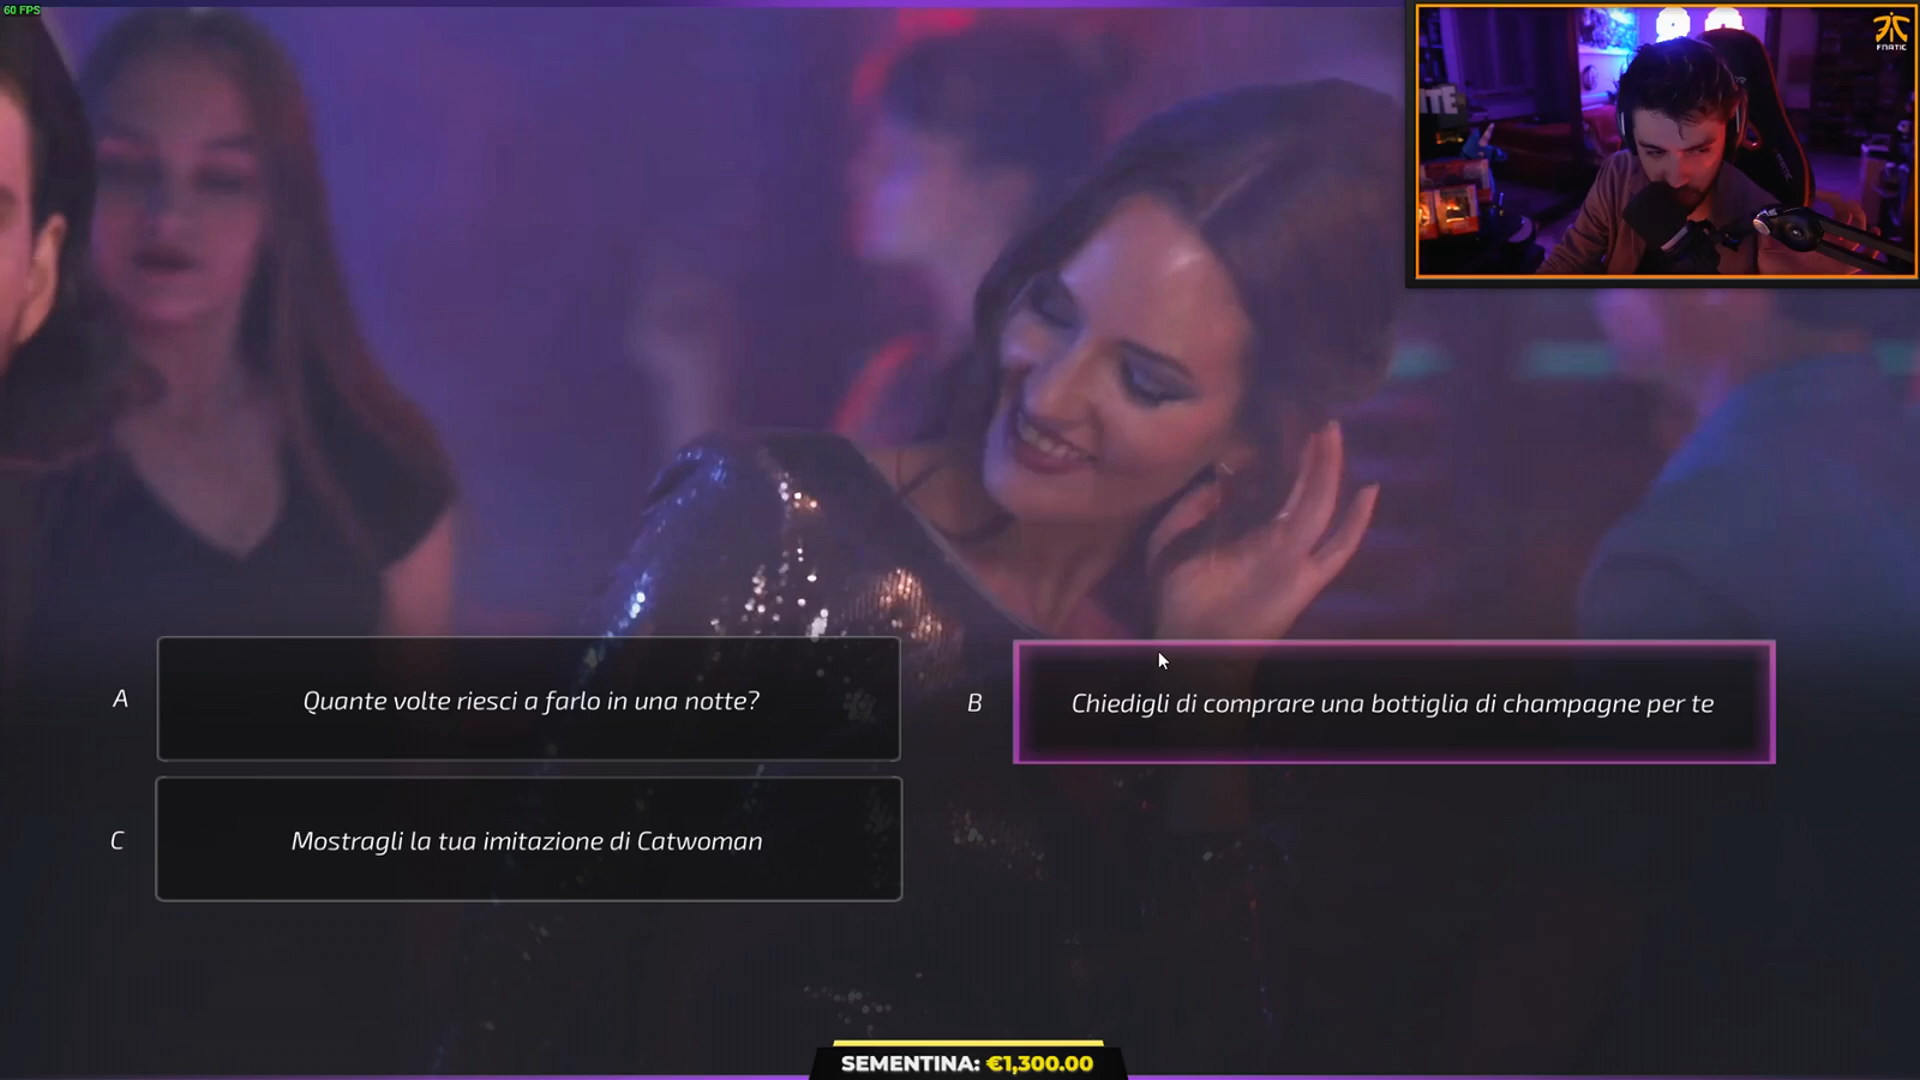 60 FPS
FNATIC
ITE
A
Quante volte riesci a farlo in una notte?
B
Chiedigli di comprare una bottiglia di champagne per te
C
Mostragli la tua imitazione di Catwoman
SEMENTINA: €1,300.00